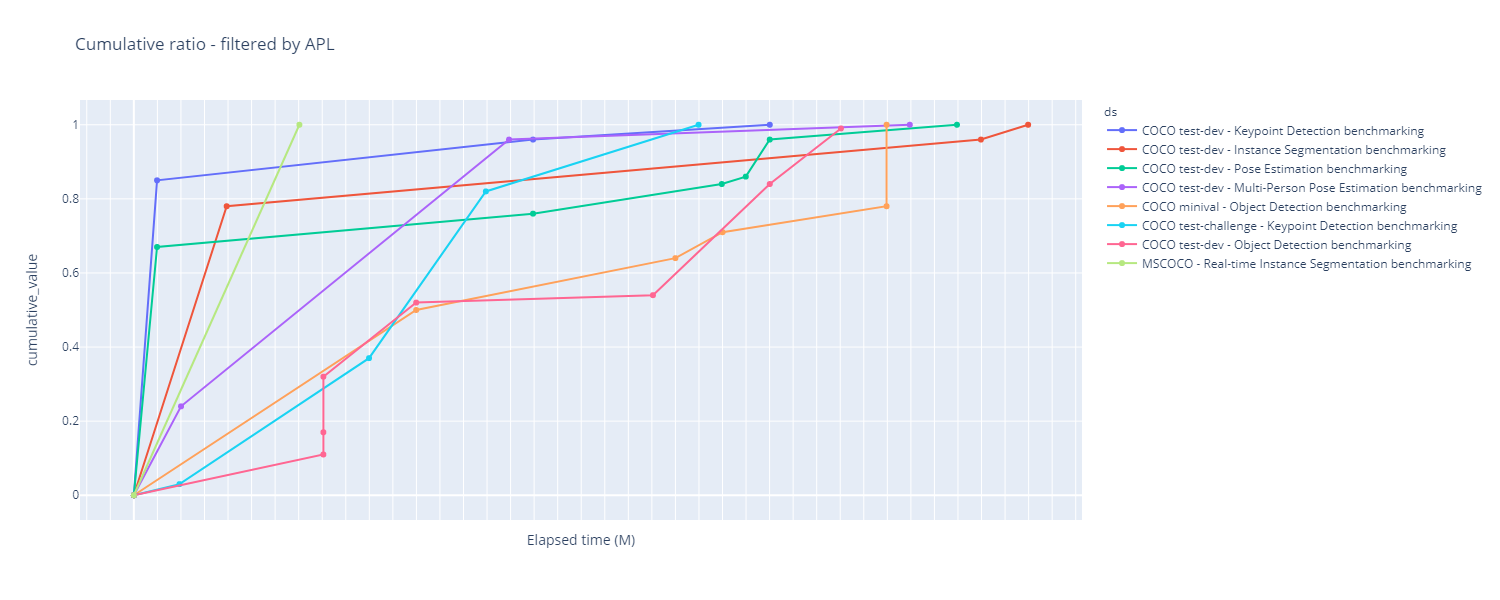 Cumulative ratio - filtered by APL
ds
COCO test-dev - Keypoint Detection benchmarking
COCO test-dev - Instance Segmentation benchmarking
COCO test-dev - Pose Estimation benchmarking
COCO test-dev - Multi-Person Pose Estimation benchmarking
COCO minival - Object Detection benchmarking
COCO test-challenge - Keypoint Detection benchmarking
COCO test-dev - Object Detection benchmarking
MSCOCO - Real-time Instance Segmentation benchmarking
cumulative_value
1
0.8
0.6
0.4
0.2
0
Elapsed time (M)